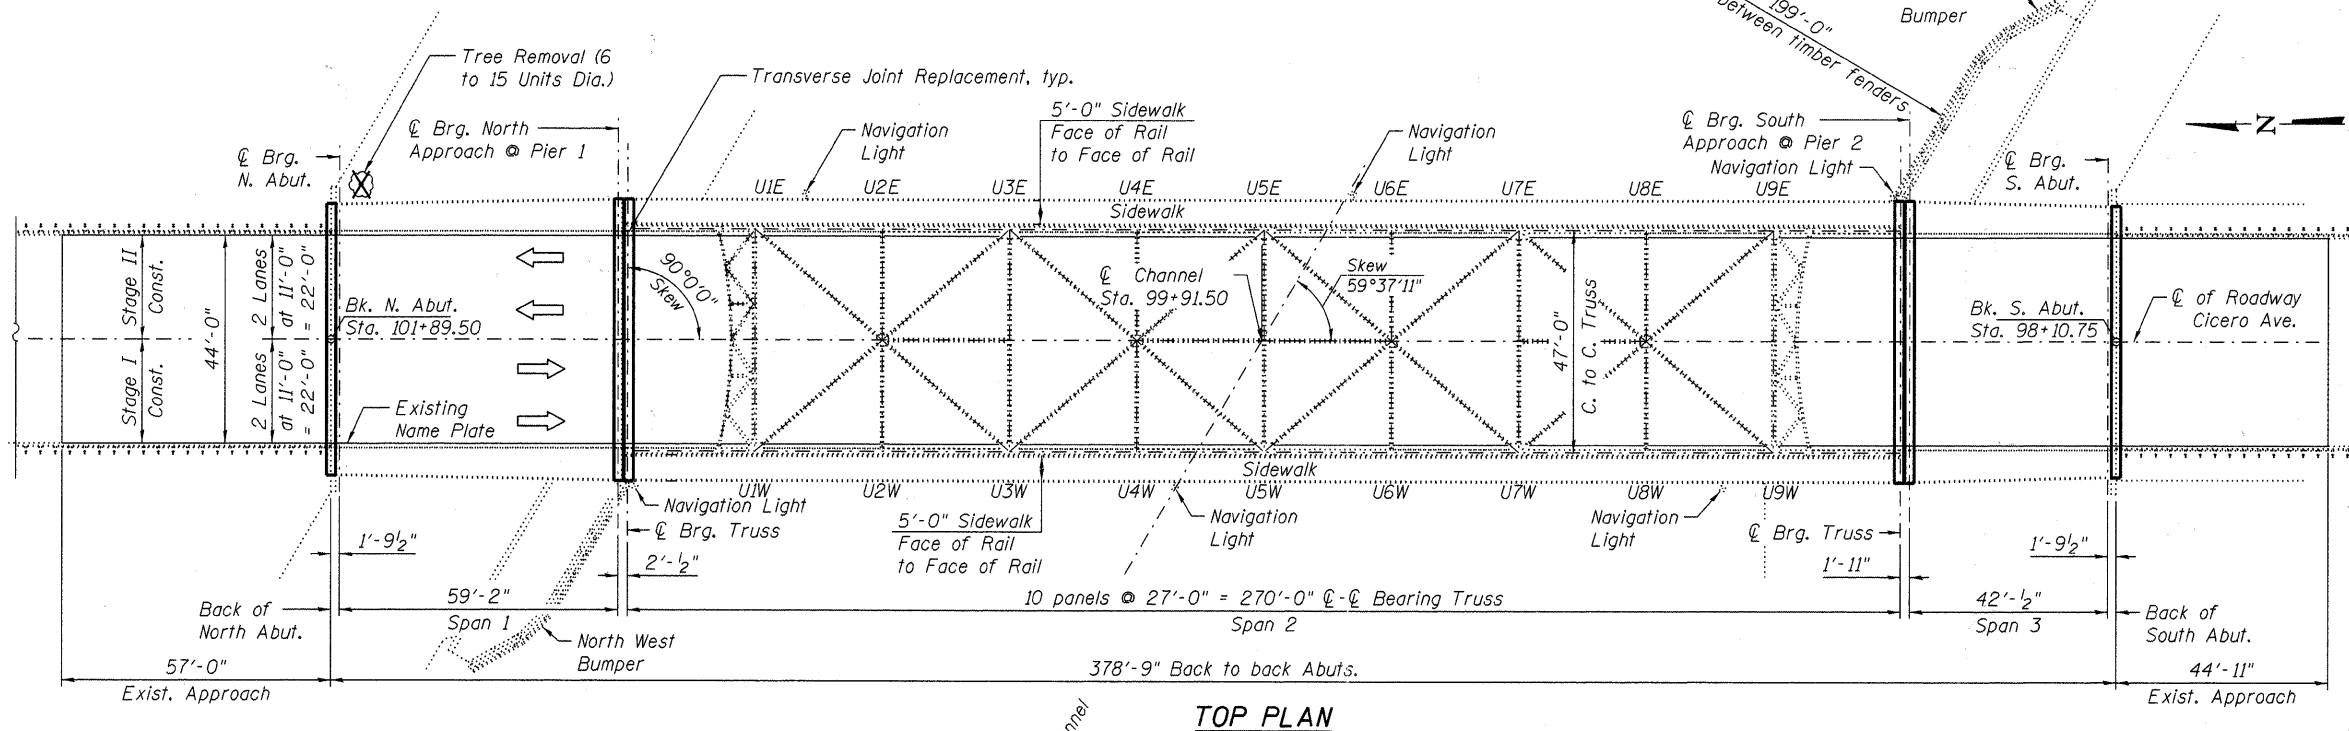 199'-0"
between timber fenders
Bumper
Tree Removal (6
to 15 Units Dia.)
Transverse Joint Replacement, typ.
℄ Brg. North
Approach @ Pier 1
℄ Brg.
N. Abut.
Navigation
Light
5'-0" Sidewalk
Face of Rail
to Face of Rail
Navigation
Light
℄ Brg. South
Approach @ Pier 2
Navigation Light
℄ Brg.
S. Abut.
N
U1E U2E U3E U4E U5E U6E U7E U8E U9E
Sidewalk
Stage II
Const.
2 Lanes
at 11'-0"
= 22'-0"
44'-0"
Stage I
Const.
2 Lanes
at 11'-0"
= 22'-0"
Bk. N. Abut.
Sta. 101+89.50
Existing
Name Plate
90°0'0"
Skew
℄ Channel
Sta. 99+91.50
Skew
59°37'11"
47'-0"
C. to C. Truss
Bk. S. Abut.
Sta. 98+10.75
℄ of Roadway
Cicero Ave.
Sidewalk
U1W U2W U3W U4W U5W U6W U7W U8W U9W
Navigation Light
℄ Brg. Truss
5'-0" Sidewalk
Face of Rail
to Face of Rail
Navigation
Light
Navigation
Light
℄ Brg. Truss
1'-9½"
2'-½"
1'-11"
1'-9½"
Back of
North Abut.
59'-2"
Span 1
10 panels @ 27'-0" = 270'-0" ℄-℄ Bearing Truss
Span 2
42'-½"
Span 3
Back of
South Abut.
North West
Bumper
57'-0"
Exist. Approach
378'-9" Back to back Abuts.
44'-11"
Exist. Approach
TOP PLAN